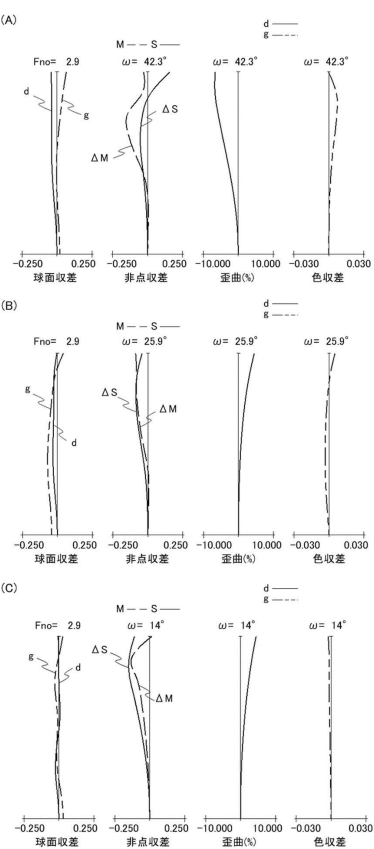 (A)
d
g
M S
Fno= 2.9 ω= 42.3° ω= 42.3° ω= 42.3°
d g ΔS ΔM
-0.250 0.250 -0.250 0.250 -10.000 10.000 -0.030 0.030
球面収差 非点収差 歪曲(%) 色収差
(B)
d
g
M S
Fno= 2.9 ω= 25.9° ω= 25.9° ω= 25.9°
g d ΔS ΔM
-0.250 0.250 -0.250 0.250 -10.000 10.000 -0.030 0.030
球面収差 非点収差 歪曲(%) 色収差
(C)
d
g
M S
Fno= 2.9 ω= 14° ω= 14° ω= 14°
g d ΔS ΔM
-0.250 0.250 -0.250 0.250 -10.000 10.000 -0.030 0.030
球面収差 非点収差 歪曲(%) 色収差